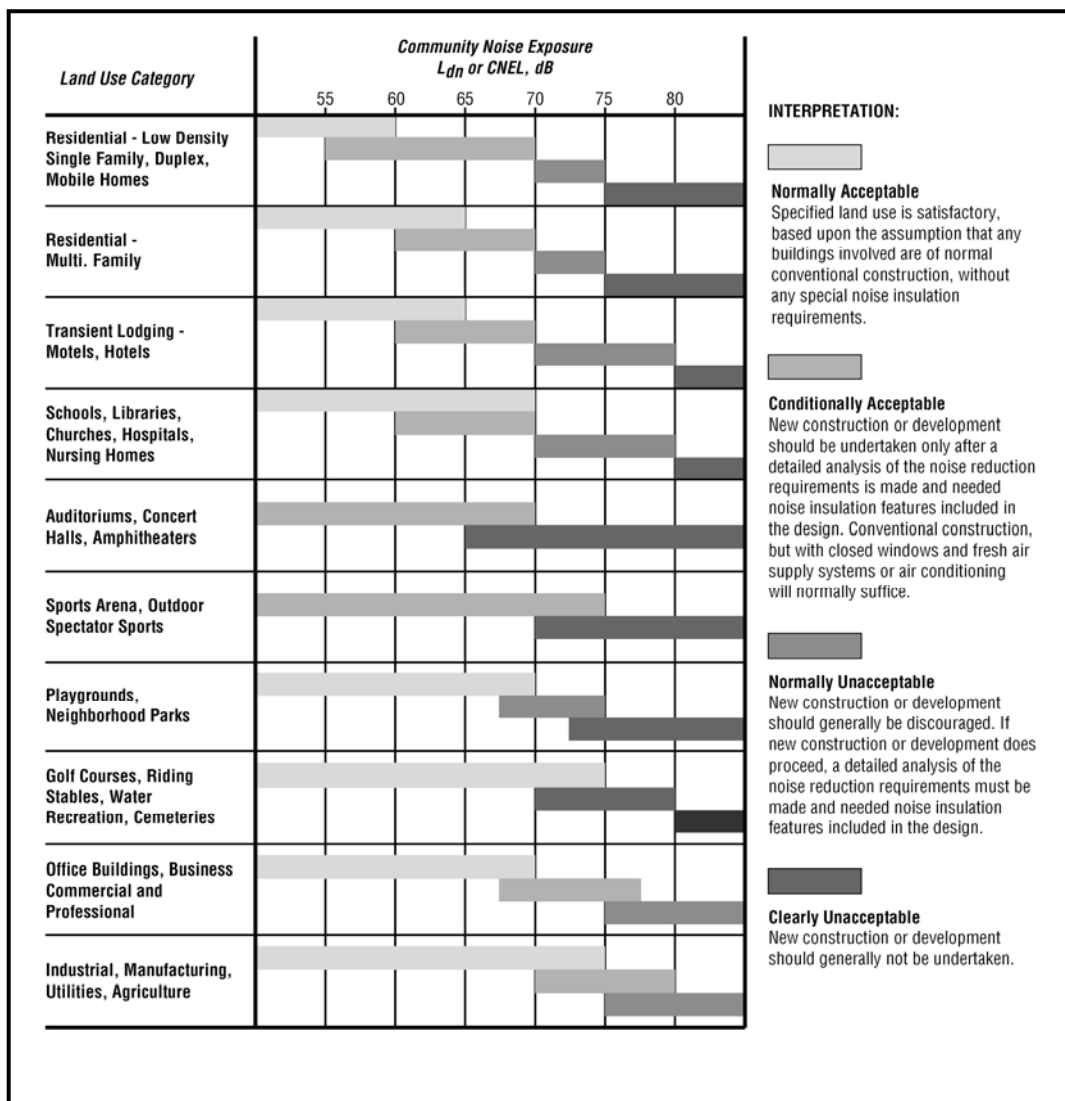 Land Use Category
Community Noise Exposure
Ldn or CNEL, dB
55 60 65 70 75 80
Residential - Low Density
Single Family, Duplex,
Mobile Homes
Residential -
Multi. Family
Transient Lodging -
Motels, Hotels
Schools, Libraries,
Churches, Hospitals,
Nursing Homes
Auditoriums, Concert
Halls, Amphitheaters
Sports Arena, Outdoor
Spectator Sports
Playgrounds,
Neighborhood Parks
Golf Courses, Riding
Stables, Water
Recreation, Cemeteries
Office Buildings, Business
Commercial and
Professional
Industrial, Manufacturing,
Utilities, Agriculture
INTERPRETATION:
Normally Acceptable
Specified land use is satisfactory,
based upon the assumption that any
buildings involved are of normal
conventional construction, without
any special noise insulation
requirements.
Conditionally Acceptable
New construction or development
should be undertaken only after a
detailed analysis of the noise reduction
requirements is made and needed
noise insulation features included in
the design. Conventional construction,
but with closed windows and fresh air
supply systems or air conditioning
will normally suffice.
Normally Unacceptable
New construction or development
should generally be discouraged. If
new construction or development does
proceed, a detailed analysis of the
noise reduction requirements must be
made and needed noise insulation
features included in the design.
Clearly Unacceptable
New construction or development
should generally not be undertaken.